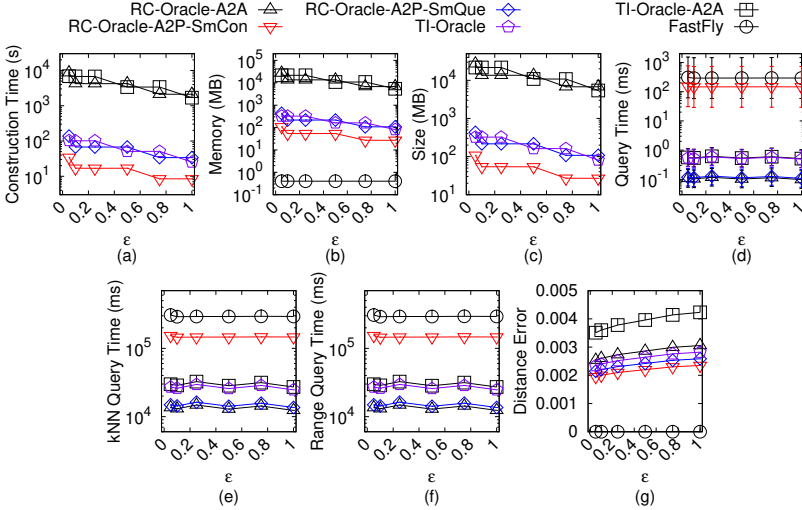 RC-Oracle-A2A RC-Oracle-A2P-SmQue TI-Oracle-A2A
RC-Oracle-A2P-SmCon TI-Oracle FastFly
Construction Time (s)
10^4
10^3
10^2
10^1
0 0.2 0.4 0.6 0.8 1
ε
(a)
Memory (MB)
10^5
10^4
10^3
10^2
10^1
10^0
10^-1
0 0.2 0.4 0.6 0.8 1
ε
(b)
Size (MB)
10^4
10^3
10^2
10^1
0 0.2 0.4 0.6 0.8 1
ε
(c)
Query Time (ms)
10^3
10^2
10^1
10^0
10^-1
0 0.2 0.4 0.6 0.8 1
ε
(d)
kNN Query Time (ms)
10^5
10^4
0 0.2 0.4 0.6 0.8 1
ε
(e)
Range Query Time (ms)
10^5
10^4
0 0.2 0.4 0.6 0.8 1
ε
(f)
Distance Error
0.005
0.004
0.003
0.002
0.001
0
0 0.2 0.4 0.6 0.8 1
ε
(g)